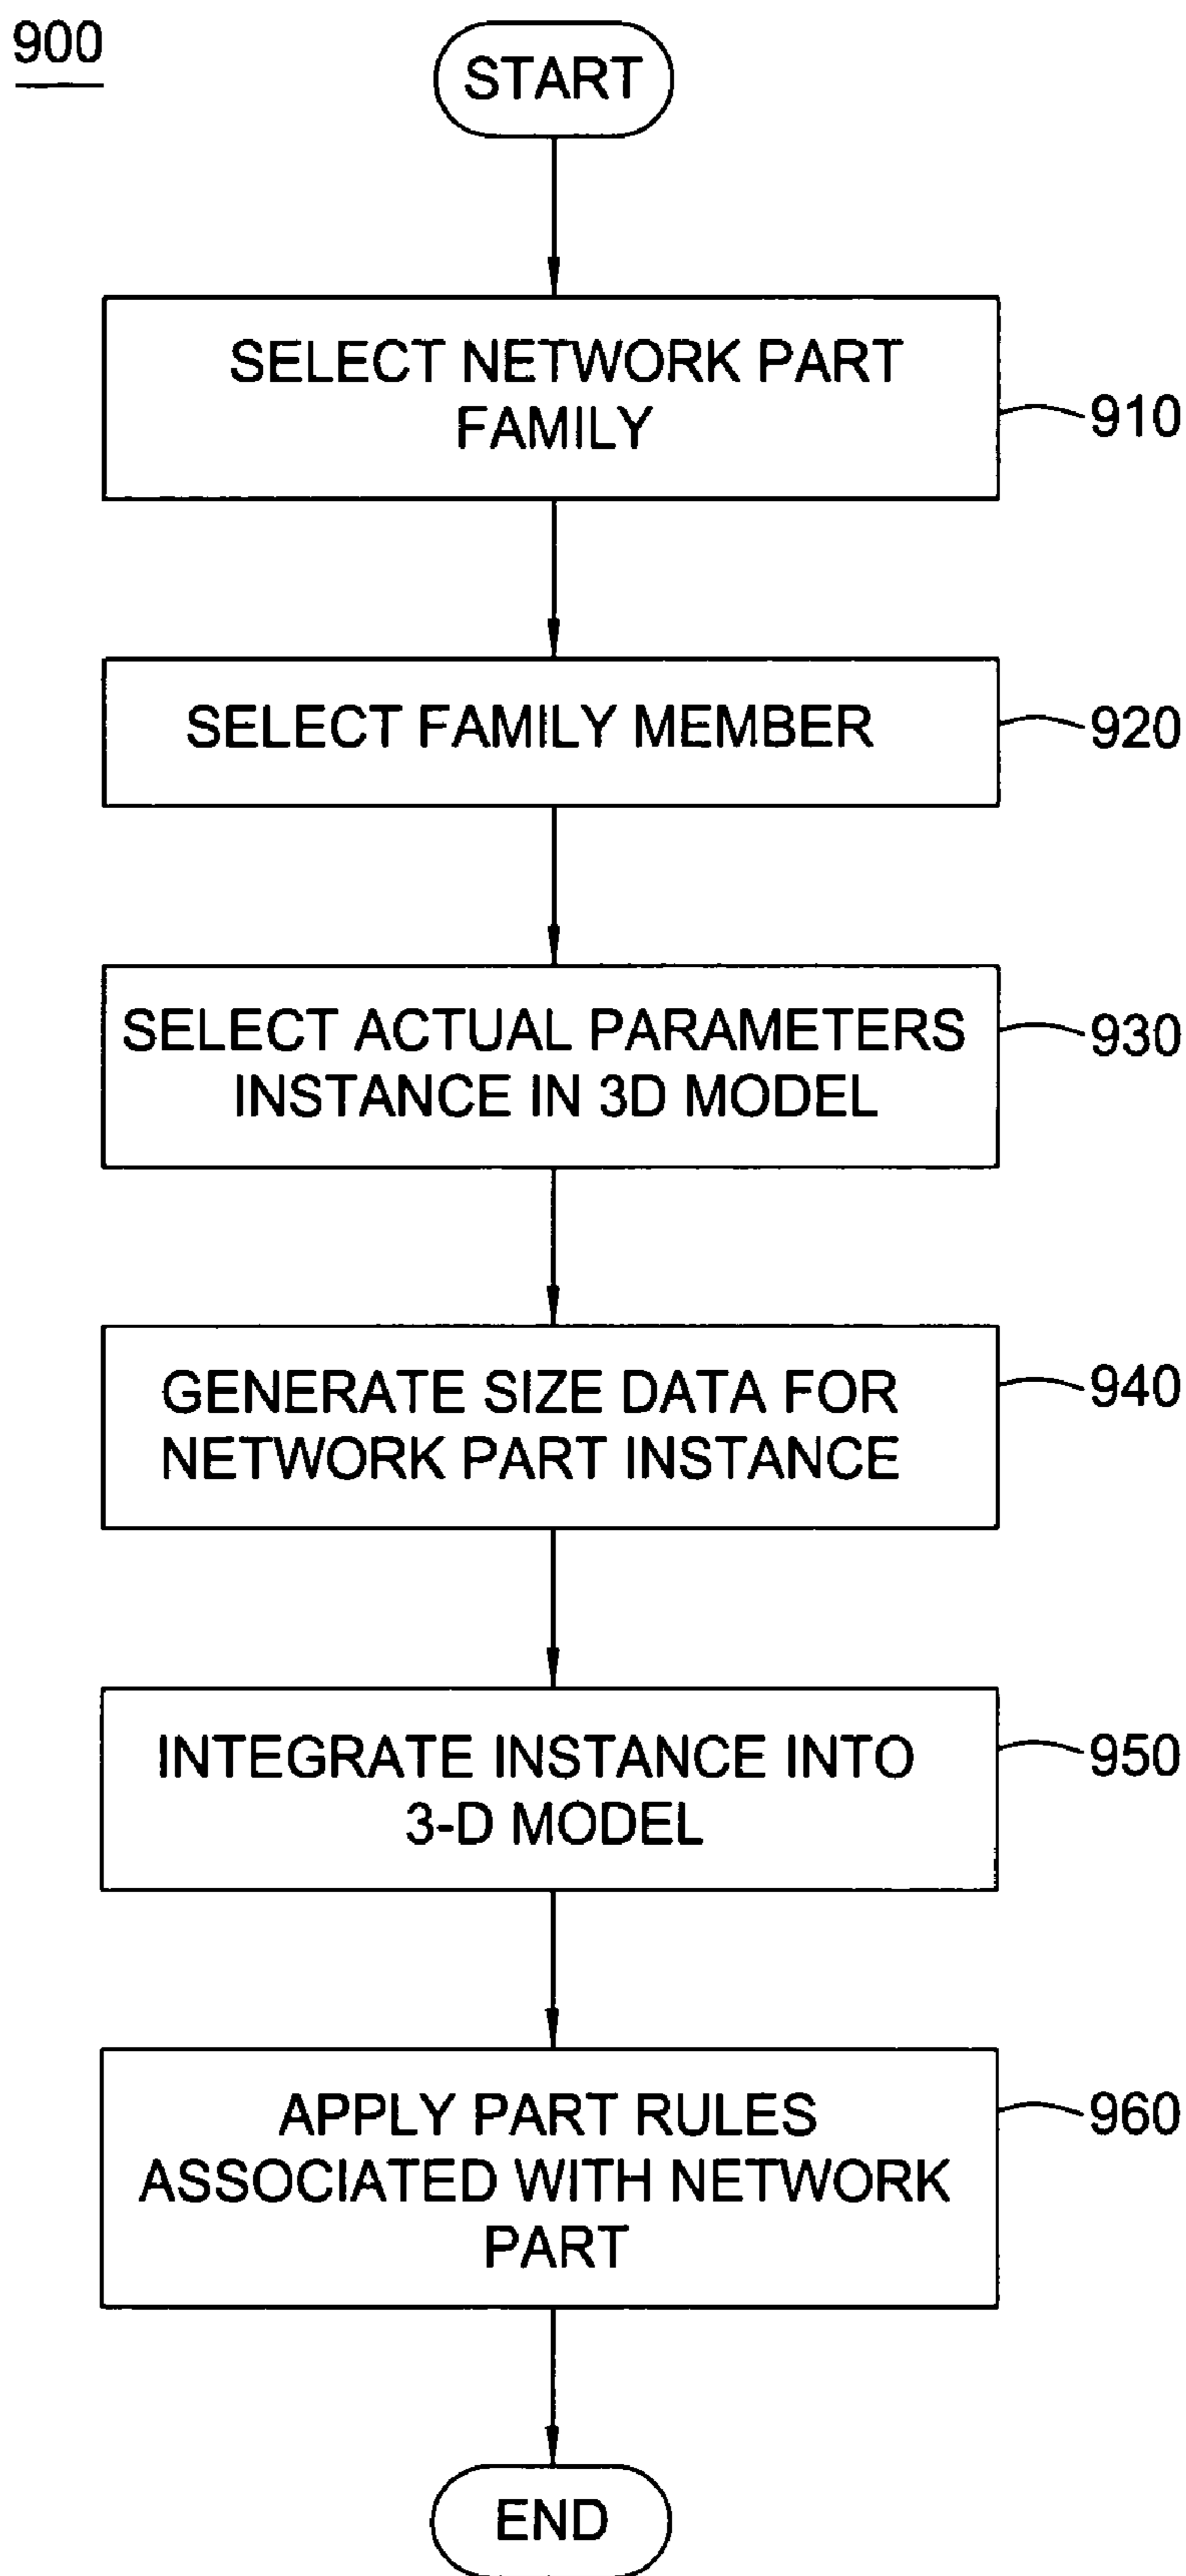 900
START
SELECT NETWORK PART
FAMILY
910
SELECT FAMILY MEMBER
920
SELECT ACTUAL PARAMETERS
INSTANCE IN 3D MODEL
930
GENERATE SIZE DATA FOR
NETWORK PART INSTANCE
940
INTEGRATE INSTANCE INTO
3-D MODEL
950
APPLY PART RULES
ASSOCIATED WITH NETWORK
PART
960
END